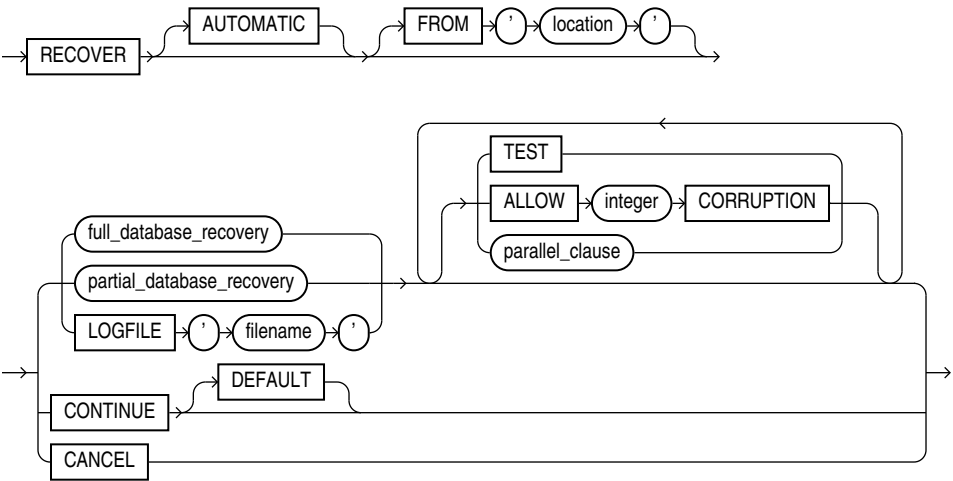 RECOVER AUTOMATIC FROM ' location '
TEST
ALLOW integer CORRUPTION
parallel_clause
full_database_recovery
partial_database_recovery
LOGFILE ' filename '
DEFAULT
CONTINUE
CANCEL